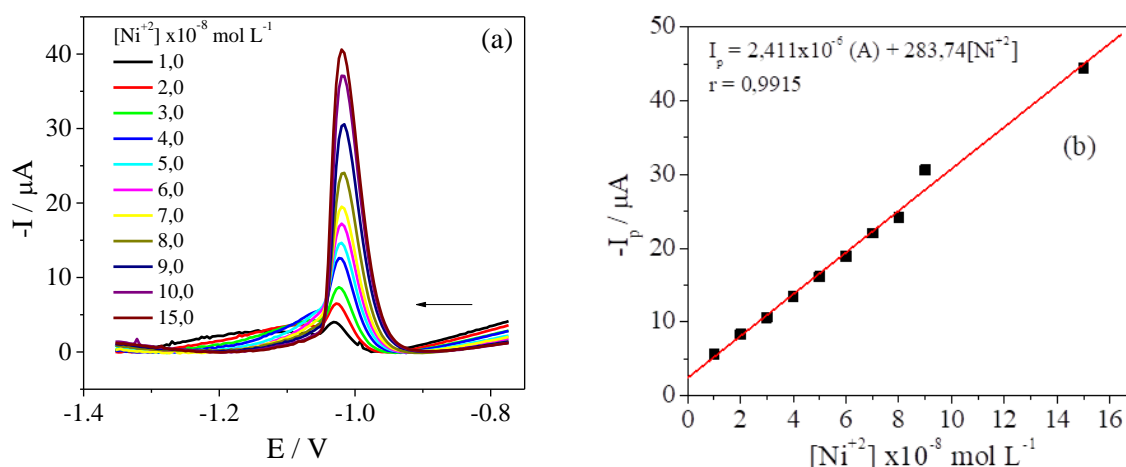 [Ni⁺²] x10⁻⁸ mol L⁻¹
(a)
1,0
2,0
3,0
4,0
5,0
6,0
7,0
8,0
9,0
10,0
15,0
40
30
20
10
0
-I / µA
-1.4 -1.2 -1.0 -0.8
E / V
I_p = 2,411x10⁻⁶ (A) + 283,74[Ni⁺²]
r = 0,9915
(b)
50
40
30
20
10
0
-I_p / µA
0 2 4 6 8 10 12 14 16
[Ni⁺²] x10⁻⁸ mol L⁻¹